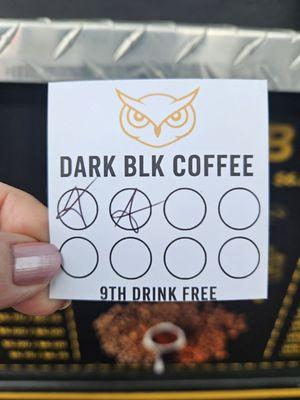 DARK BLK COFFEE
9TH DRINK FREE